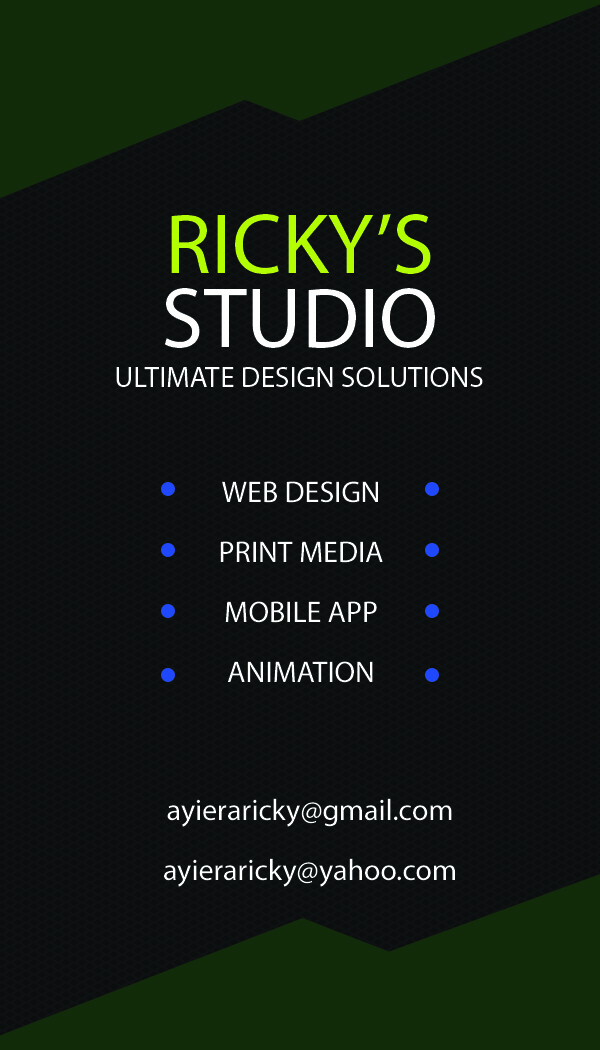 RICKY’S
STUDIO
ULTIMATE DESIGN SOLUTIONS
WEB DESIGN
PRINT MEDIA
MOBILE APP
ANIMATION
ayieraricky@gmail.com
ayieraricky@yahoo.com